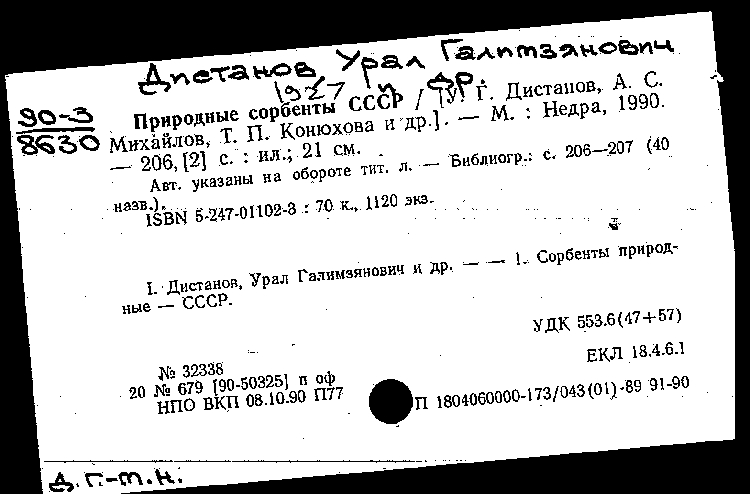 Дистанов Урал Галимзянович
1927 и др.
90-3
8630
Природные сорбенты СССР / [У. Г. Дистанов, А. С.
Михайлов, Т. П. Конюхова и др.]. — М. : Недра, 1990.
— 206, [2] с. : ил.; 21 см.
Авт. указаны на обороте тит. л. — Библиогр.: с. 206—207 (40
назв.).
ISBN 5-247-01102-3 : 70 к., 1120 экз.
I. Дистанов, Урал Галимзянович и др. — — 1. Сорбенты природ-
ные — СССР.
УДК 553.6(47+57)
ЕКЛ 18.4.6.1
№ 32338
20 № 679 [90-50325] п оф
НПО ВКП 08.10.90 П77
П 1804060000-173/043(01)-89 91-90
Д. г.-м.н.